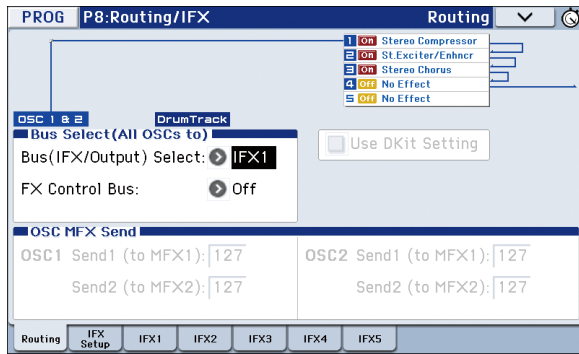 PROG P8:Routing/IFX Routing
1 On Stereo Compressor
2 On St.Exciter/Enhncr
3 On Stereo Chorus
4 Off No Effect
5 Off No Effect
OSC 1 & 2 DrumTrack
Bus Select(All OSCs to)
Bus(IFX/Output) Select: IFX1
Use DKit Setting
FX Control Bus: Off
OSC MFX Send
OSC1 Send1 (to MFX1): 127 OSC2 Send1 (to MFX1): 127
Send2 (to MFX2): 127 Send2 (to MFX2): 127
Routing IFX Setup IFX1 IFX2 IFX3 IFX4 IFX5